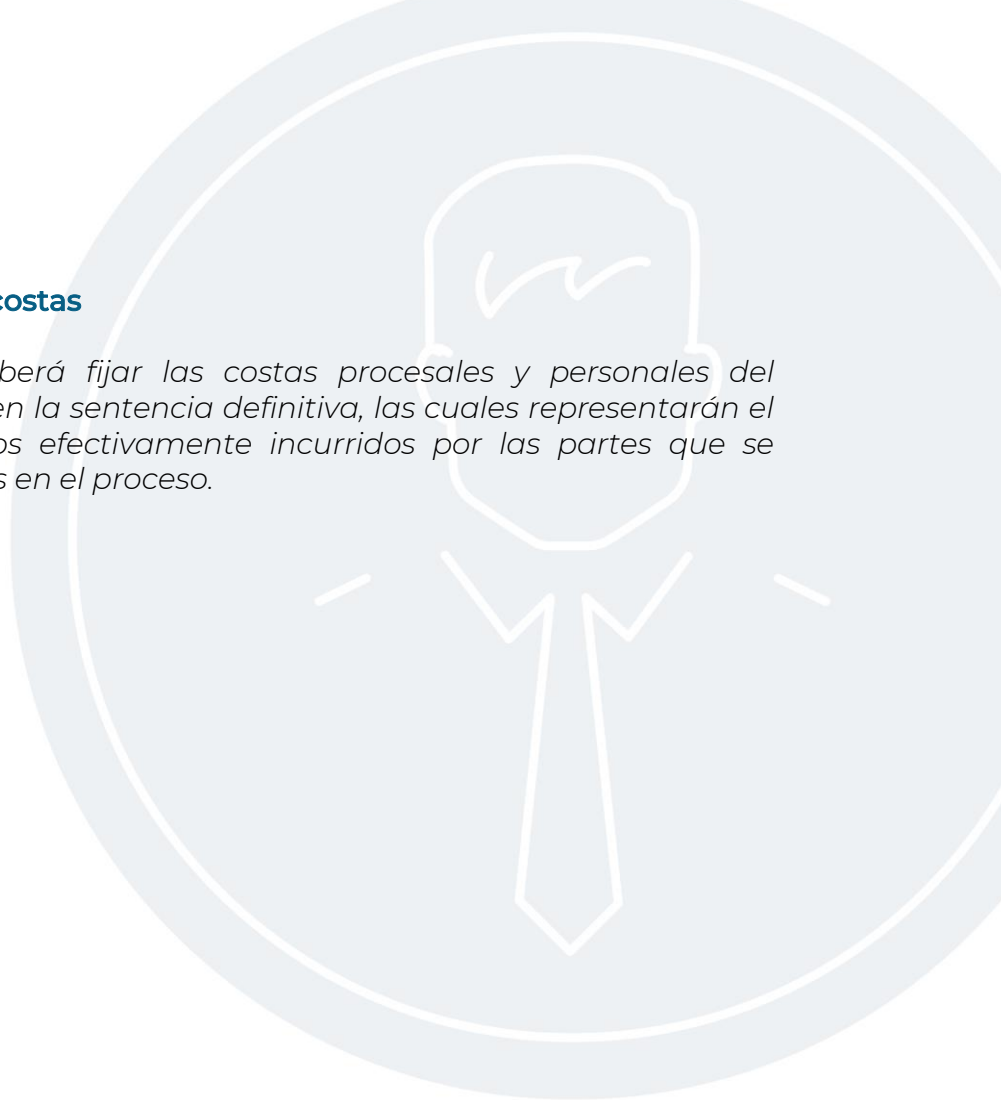 costas
berá fijar las costas procesales y personales del
en la sentencia definitiva, las cuales representarán el
os efectivamente incurridos por las partes que se
s en el proceso.